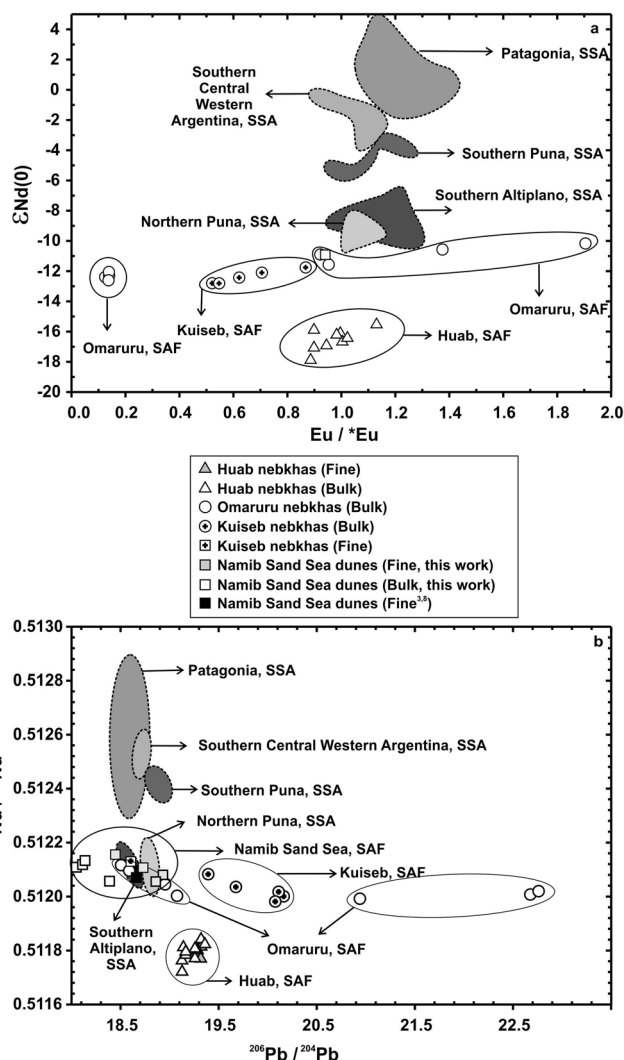 4
2
0
-2
-4
-6
-8
-10
-12
-14
-16
-18
-20
εNd(0)
a
Patagonia, SSA
Southern
Central
Western
Argentina, SSA
Southern Puna, SSA
Southern Altiplano, SSA
Northern Puna, SSA
Omaruru, SAF
Kuiseb, SAF
Huab, SAF
Omaruru, SAF
0.0 0.2 0.4 0.6 0.8 1.0 1.2 1.4 1.6 1.8 2.0
Eu / *Eu
Huab nebkhas (Fine)
Huab nebkhas (Bulk)
Omaruru nebkhas (Bulk)
Kuiseb nebkhas (Bulk)
Kuiseb nebkhas (Fine)
Namib Sand Sea dunes (Fine, this work)
Namib Sand Sea dunes (Bulk, this work)
Namib Sand Sea dunes (Fine3,8)
0.5130
0.5128
0.5126
0.5124
0.5122
0.5120
0.5118
0.5116
b
Patagonia, SSA
Southern Central Western Argentina, SSA
Southern Puna, SSA
Northern Puna, SSA
Namib Sand Sea, SAF
Kuiseb, SAF
Southern
Altiplano,
SSA
Omaruru, SAF
Huab, SAF
18.5 19.5 20.5 21.5 22.5
206Pb / 204Pb